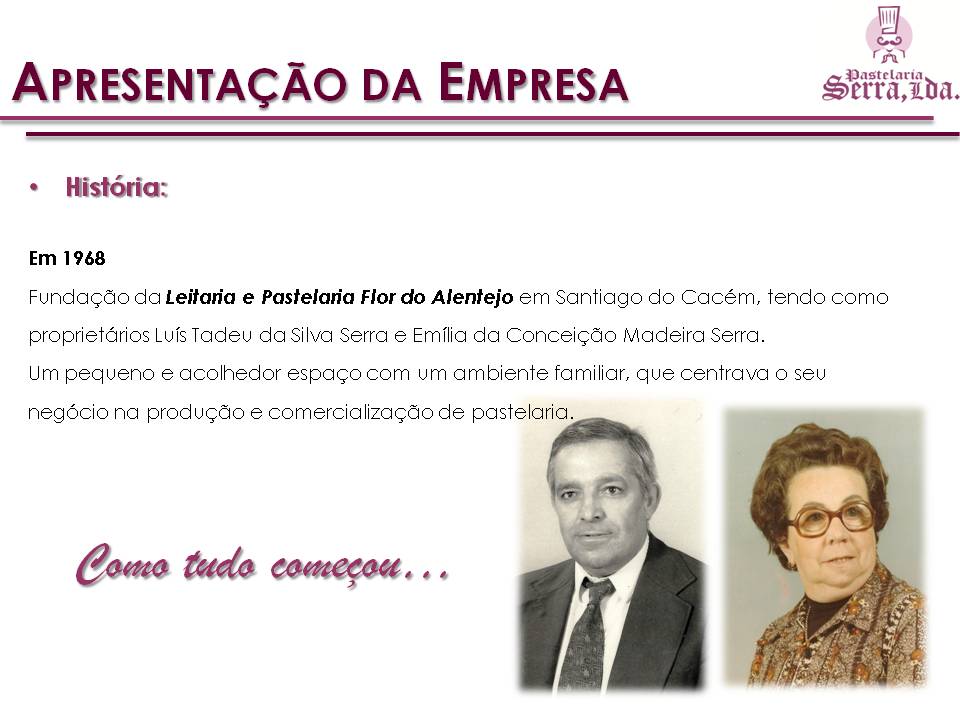 APRESENTAÇÃO DA EMPRESA
Pastelaria
Serra, Lda.
• História:
Em 1968
Fundação da Leitaria e Pastelaria Flor do Alentejo em Santiago do Cacém, tendo como
proprietários Luís Tadeu da Silva Serra e Emília da Conceição Madeira Serra.
Um pequeno e acolhedor espaço com um ambiente familiar, que centrava o seu
negócio na produção e comercialização de pastelaria.
Como tudo começou...